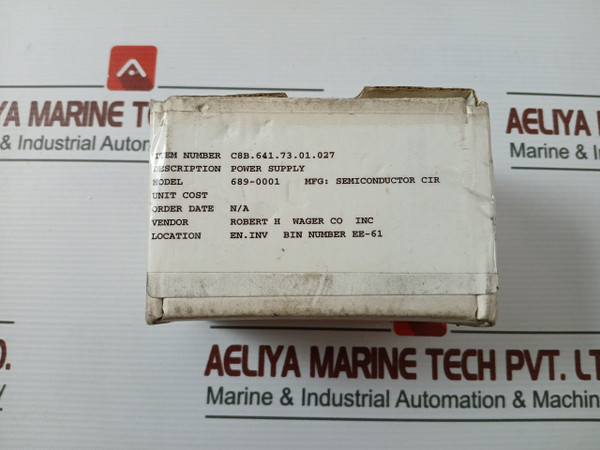 AELIYA MARINE TECH
& Industrial Autom
AELIYA MA
Marine & Indu
ITEM NUMBER C8B.641.73.01.027
DESCRIPTION POWER SUPPLY
MODEL 689-0001 MFG: SEMICONDUCTOR CIR
UNIT COST
ORDER DATE N/A
VENDOR ROBERT H WAGER CO INC
LOCATION EN.INV BIN NUMBER EE-61
AELIYA MARINE TECH PVT. LT
Marine & Industrial Automation & Machin